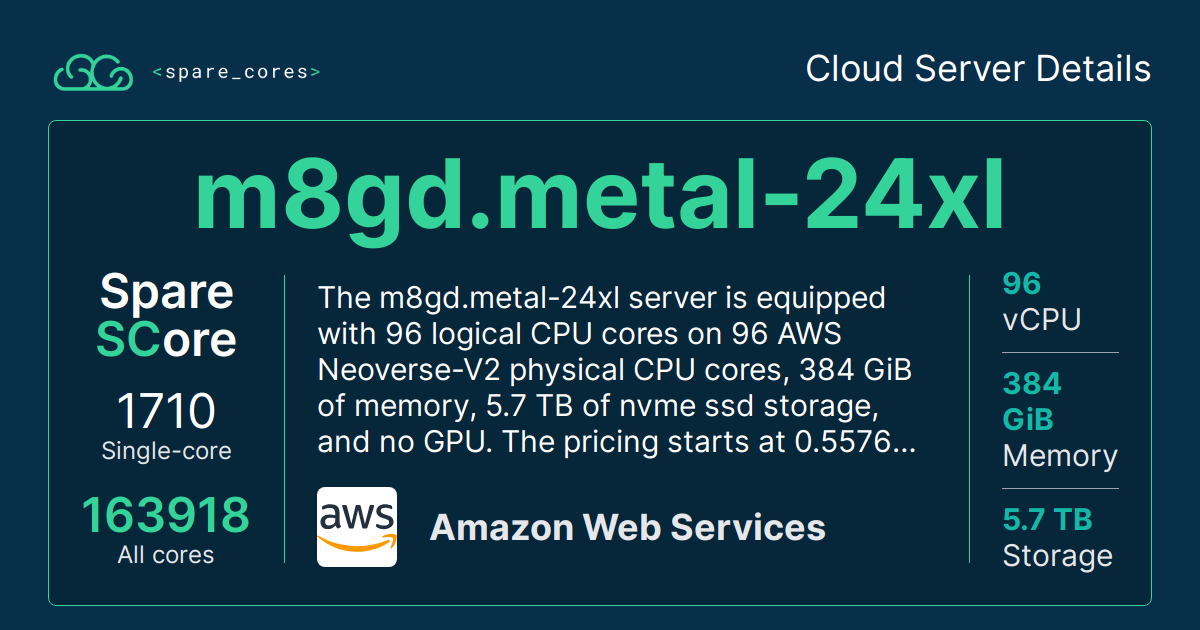 <spare_cores>
Cloud Server Details
m8gd.metal-24xl
Spare
SCore
1710
Single-core
163918
All cores
The m8gd.metal-24xl server is equipped
with 96 logical CPU cores on 96 AWS
Neoverse-V2 physical CPU cores, 384 GiB
of memory, 5.7 TB of nvme ssd storage,
and no GPU. The pricing starts at 0.5576...
aws
Amazon Web Services
96
vCPU
384
GiB
Memory
5.7 TB
Storage